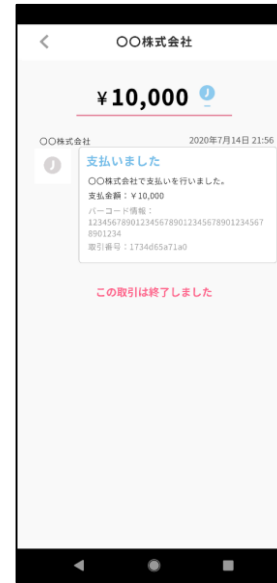 〇〇株式会社
¥10,000 J
〇〇株式会社 2020年7月14日 21:56
J
支払いました
〇〇株式会社で支払いを行いました。
支払金額：￥10,000
バーコード情報：
1234567890123456789012345678901234567
8901234
取引番号：1734d65a71a0
この取引は終了しました